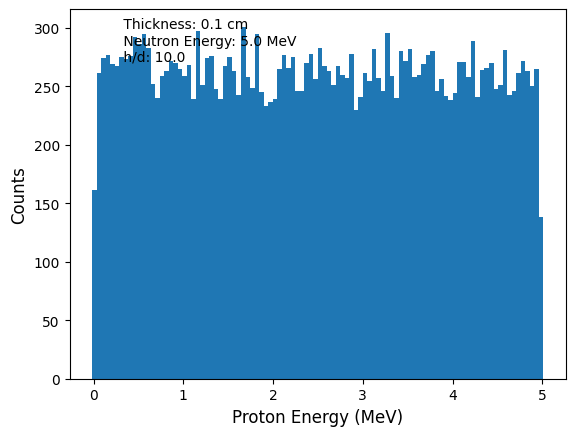 Thickness: 0.1 cm
Neutron Energy: 5.0 MeV
h/d: 10.0
300
250
200
150
100
50
0
Counts
0 1 2 3 4 5
Proton Energy (MeV)